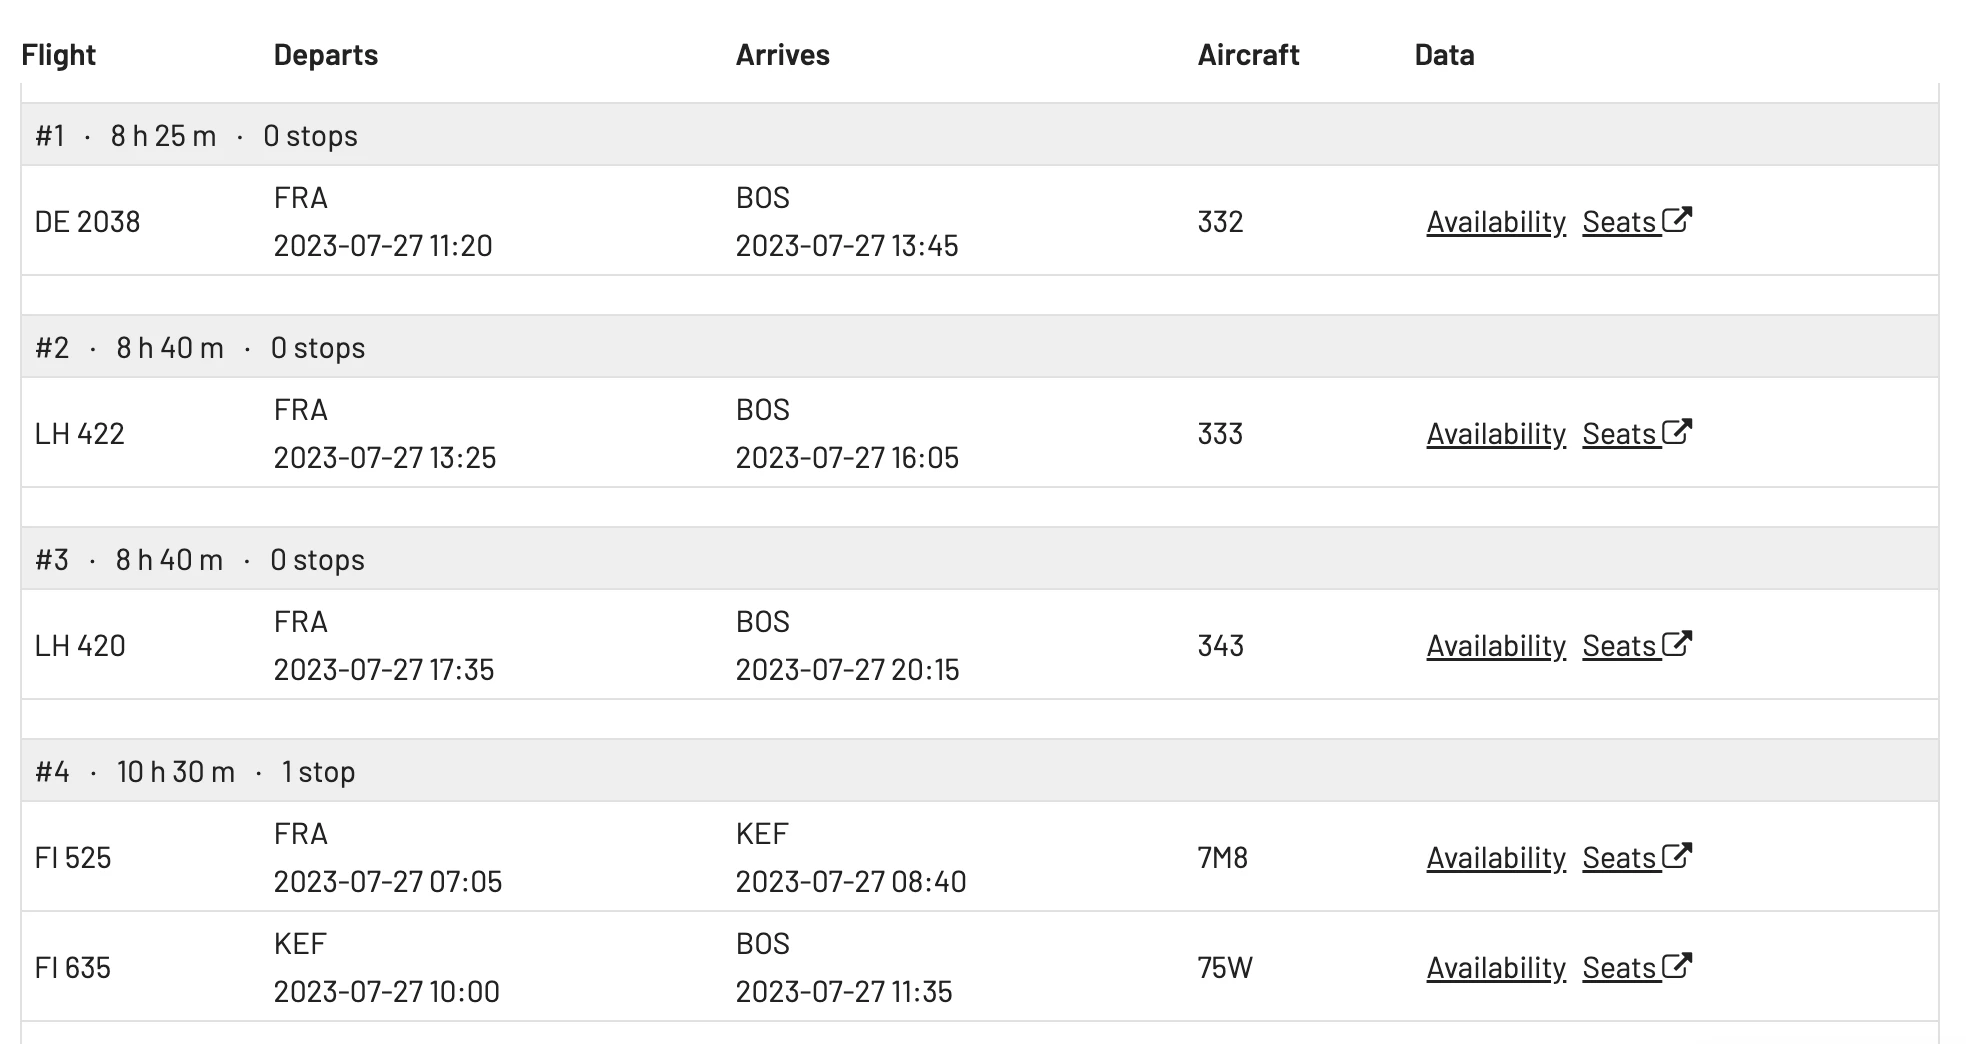 Flight Departs Arrives Aircraft Data
#1 · 8 h 25 m · 0 stops
DE 2038 FRA 2023-07-27 11:20 BOS 2023-07-27 13:45 332 Availability Seats
#2 · 8 h 40 m · 0 stops
LH 422 FRA 2023-07-27 13:25 BOS 2023-07-27 16:05 333 Availability Seats
#3 · 8 h 40 m · 0 stops
LH 420 FRA 2023-07-27 17:35 BOS 2023-07-27 20:15 343 Availability Seats
#4 · 10 h 30 m · 1 stop
FI 525 FRA 2023-07-27 07:05 KEF 2023-07-27 08:40 7M8 Availability Seats
FI 635 KEF 2023-07-27 10:00 BOS 2023-07-27 11:35 75W Availability Seats